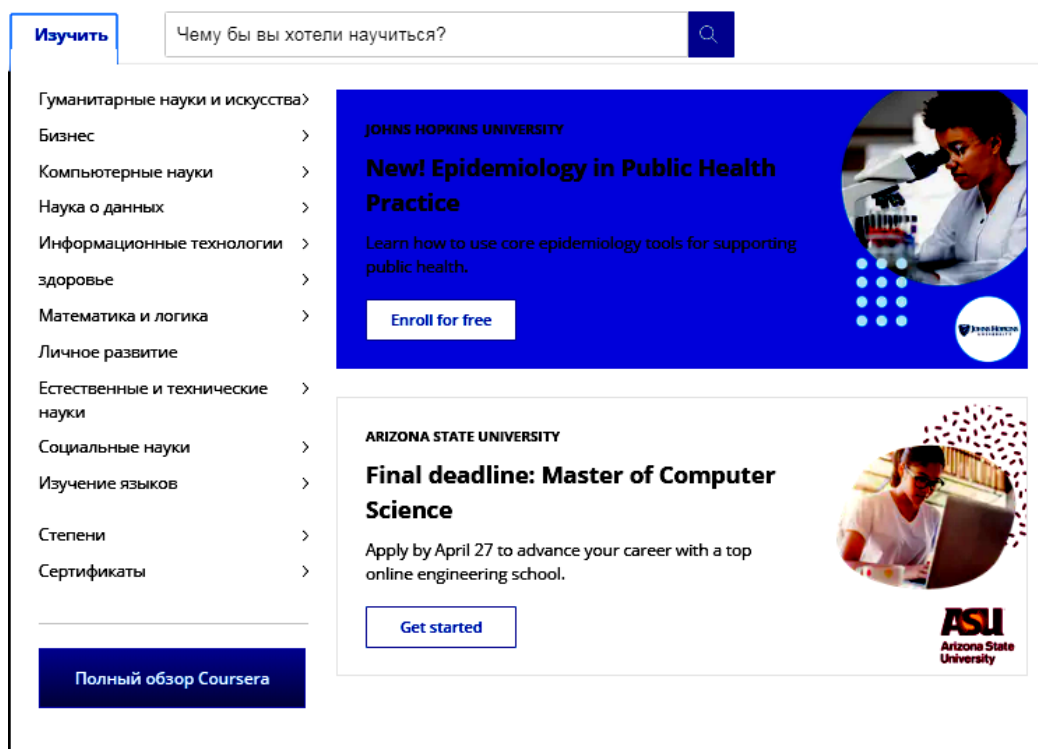 Изучить
Чему бы вы хотели научиться?
Гуманитарные науки и искусства
Бизнес
Компьютерные науки
Наука о данных
Информационные технологии
здоровье
Математика и логика
Личное развитие
Естественные и технические
науки
Социальные науки
Изучение языков
Степени
Сертификаты
Полный обзор Coursera
JOHNS HOPKINS UNIVERSITY
New! Epidemiology in Public Health
Practice
Learn how to use core epidemiology tools for supporting
public health.
Enroll for free
JOHNS HOPKINS
UNIVERSITY
ARIZONA STATE UNIVERSITY
Final deadline: Master of Computer
Science
Apply by April 27 to advance your career with a top
online engineering school.
Get started
ASU
Arizona State
University